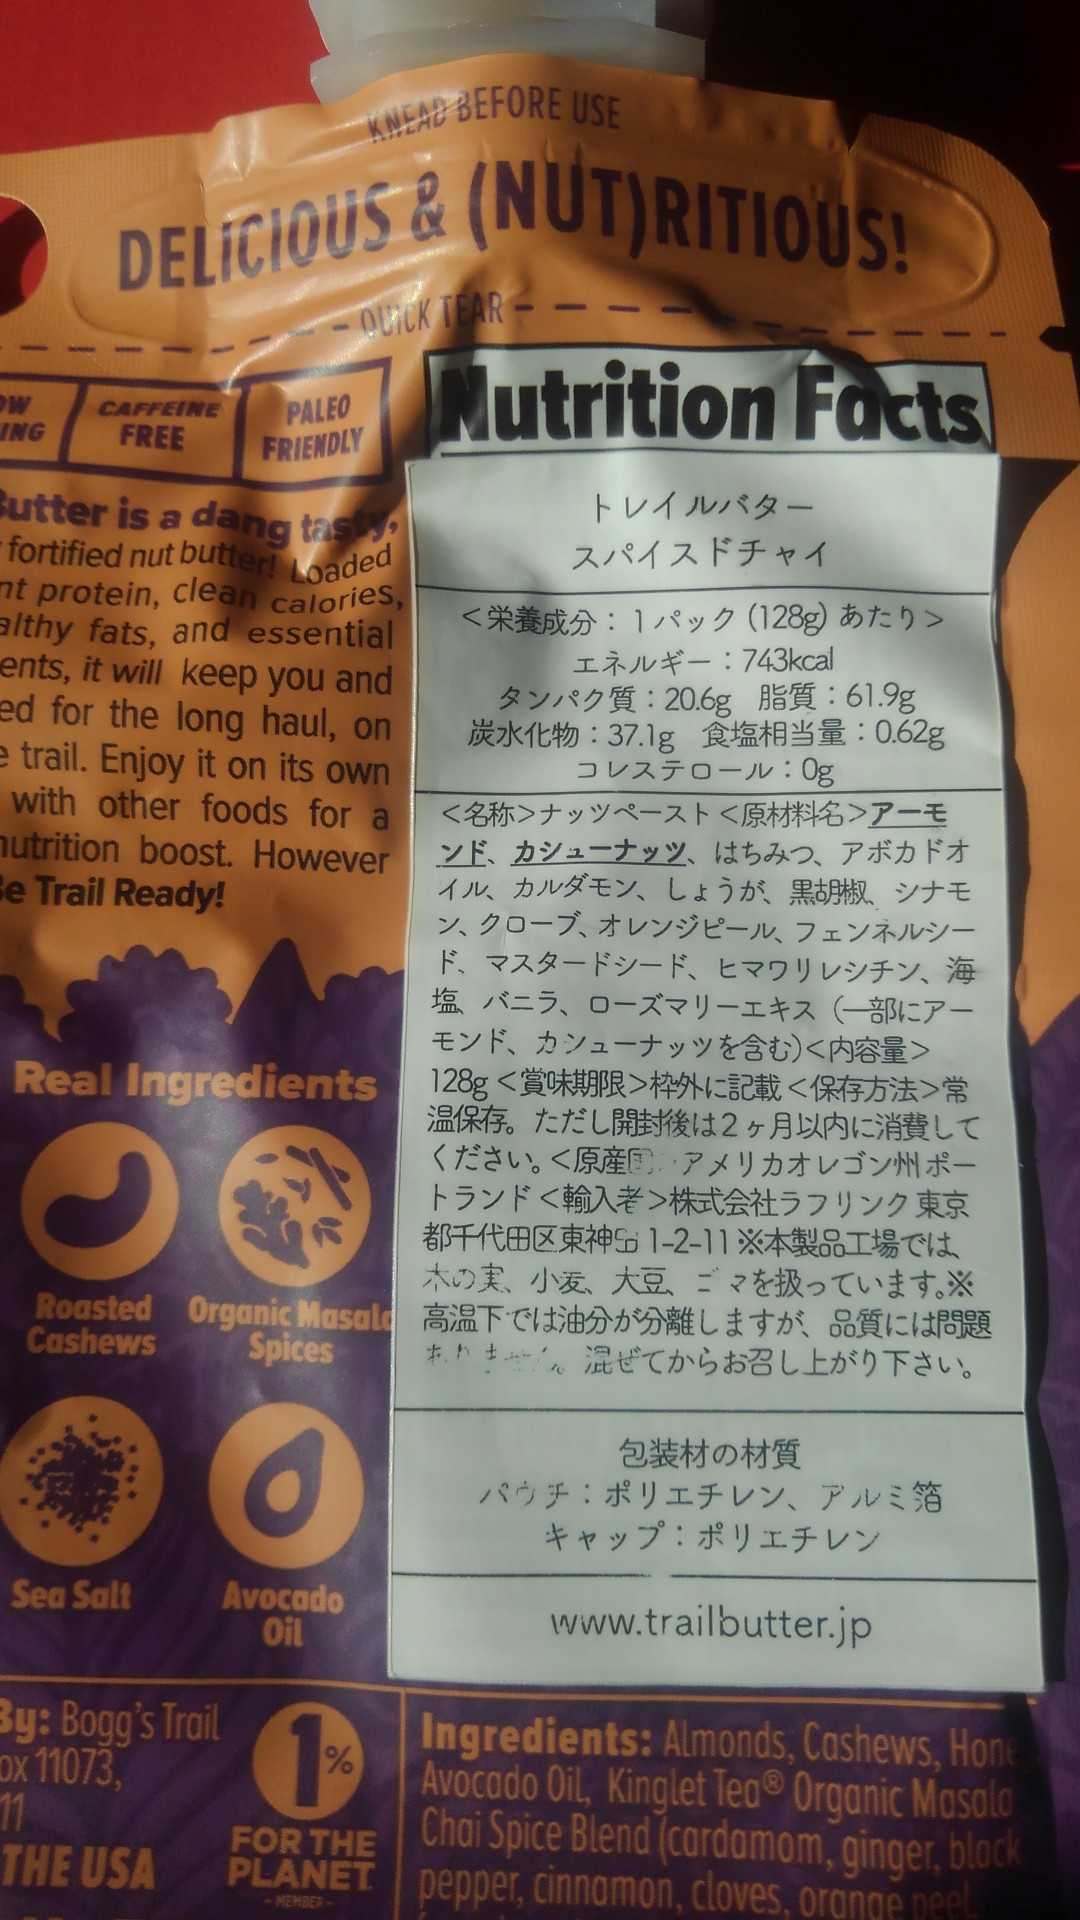 KNEAD BEFORE USE
DELICIOUS & (NUT)RITIOUS!
QUICK TEAR
CAFFEINE
FREE
PALEO
FRIENDLY
Butter is a dang tasty,
fortified nut butter! Loaded
protein, clean calories,
fats, and essential
it will keep you and
for the long haul, on
trail. Enjoy it on its own
with other foods for a
nutrition boost. However
Be Trail Ready!
Real Ingredients
Roasted
Cashews
Organic Masala
Spices
Sea Salt
Avocado
Oil
By: Bogg's Trail
11073,
THE USA
1%
FOR THE
PLANET
- MEMBER -
Nutrition Facts
トレイルバター
スパイスドチャイ
<栄養成分：1パック (128g) あたり>
エネルギー：743kcal
タンパク質：20.6g 脂質：61.9g
炭水化物：37.1g 食塩相当量：0.62g
コレステロール：0g
<名称>ナッツペースト<原材料名>アーモ
ンド、カシューナッツ、はちみつ、アボカドオ
イル、カルダモン、しょうが、黒胡椒、シナモ
ン、クローブ、オレンジピール、フェンネルシー
ド、マスタードシード、ヒマワリレシチン、海
塩、バニラ、ローズマリーエキス（一部にアー
モンド、カシューナッツを含む)<内容量>
128g<賞味期限>枠外に記載<保存方法>常
温保存。ただし開封後は2ヶ月以内に消費して
ください。<原産国>アメリカオレゴン州ポー
トランド<輸入者>株式会社ラフリンク 東京
都千代田区東神田1-2-11※本製品工場では、
木の実、小麦、大豆、ゴマを扱っています。※
高温下では油分が分離しますが、品質には問題
ありません。混ぜてからお召し上がり下さい。
包装材の材質
パウチ：ポリエチレン、アルミ箔
キャップ：ポリエチレン
www.trailbutter.jp
Ingredients: Almonds, Cashews,
Avocado Oil, Kinglet Tea® Organic Masala
Chai Spice Blend (cardamom, ginger, black
pepper, cinnamon, cloves, orange peel,